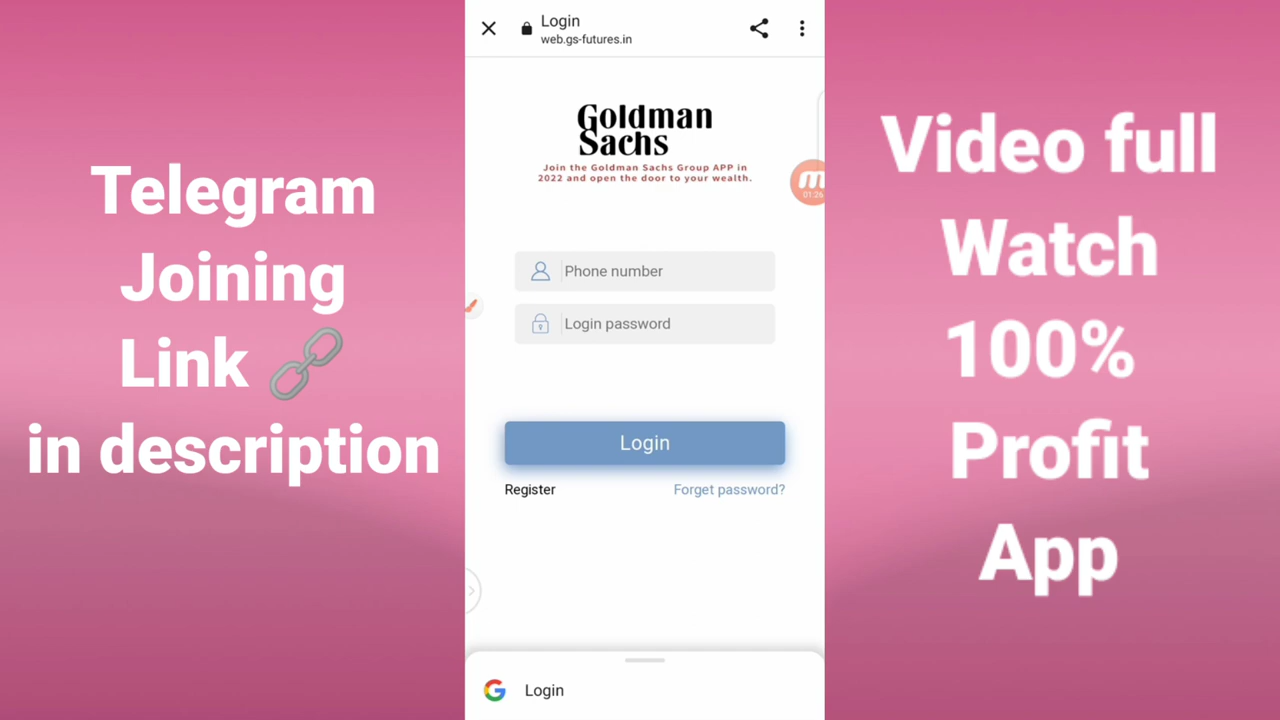 Telegram
Joining
Link
in description
Login
web.gs-futures.in
Goldman
Sachs
Join the Goldman Sachs Group APP in
2022 and open the door to your wealth.
01:26
Phone number
Login password
Login
Register
Forget password?
G Login
Video full
Watch
100%
Profit
App